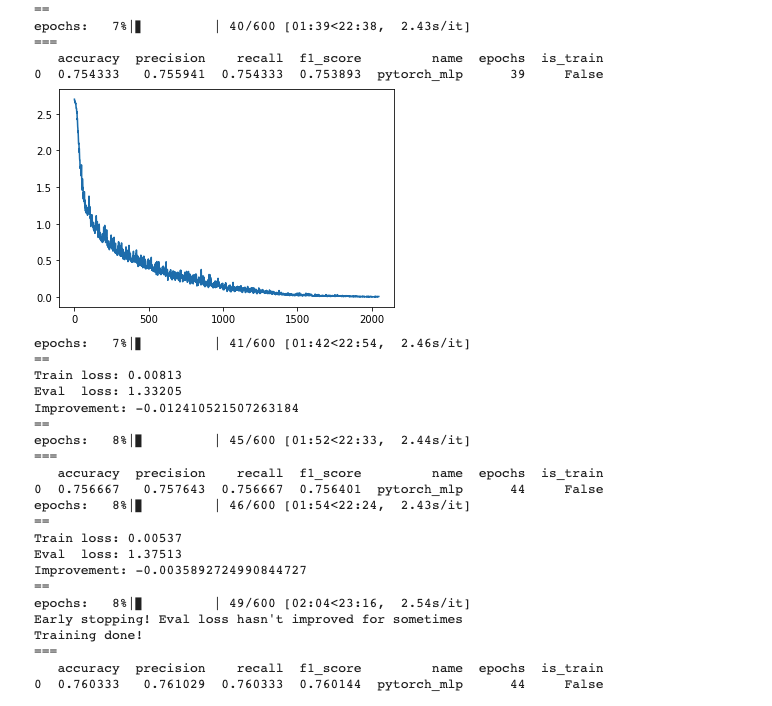 ==
epochs:   7%|█         | 40/600 [01:39<22:38,  2.43s/it]
===
   accuracy  precision    recall  f1_score         name  epochs  is_train
0  0.754333   0.755941  0.754333  0.753893  pytorch_mlp      39     False
2.5
2.0
1.5
1.0
0.5
0.0
0 500 1000 1500 2000
epochs:   7%|█         | 41/600 [01:42<22:54,  2.46s/it]
==
Train loss: 0.00813
Eval  loss: 1.33205
Improvement: -0.012410521507263184
==
epochs:   8%|█         | 45/600 [01:52<22:33,  2.44s/it]
===
   accuracy  precision    recall  f1_score         name  epochs  is_train
0  0.756667   0.757643  0.756667  0.756401  pytorch_mlp      44     False
epochs:   8%|█         | 46/600 [01:54<22:24,  2.43s/it]
==
Train loss: 0.00537
Eval  loss: 1.37513
Improvement: -0.0035892724990844727
==
epochs:   8%|█         | 49/600 [02:04<23:16,  2.54s/it]
Early stopping! Eval loss hasn't improved for sometimes
Training done!
===
   accuracy  precision    recall  f1_score         name  epochs  is_train
0  0.760333   0.761029  0.760333  0.760144  pytorch_mlp      44     False